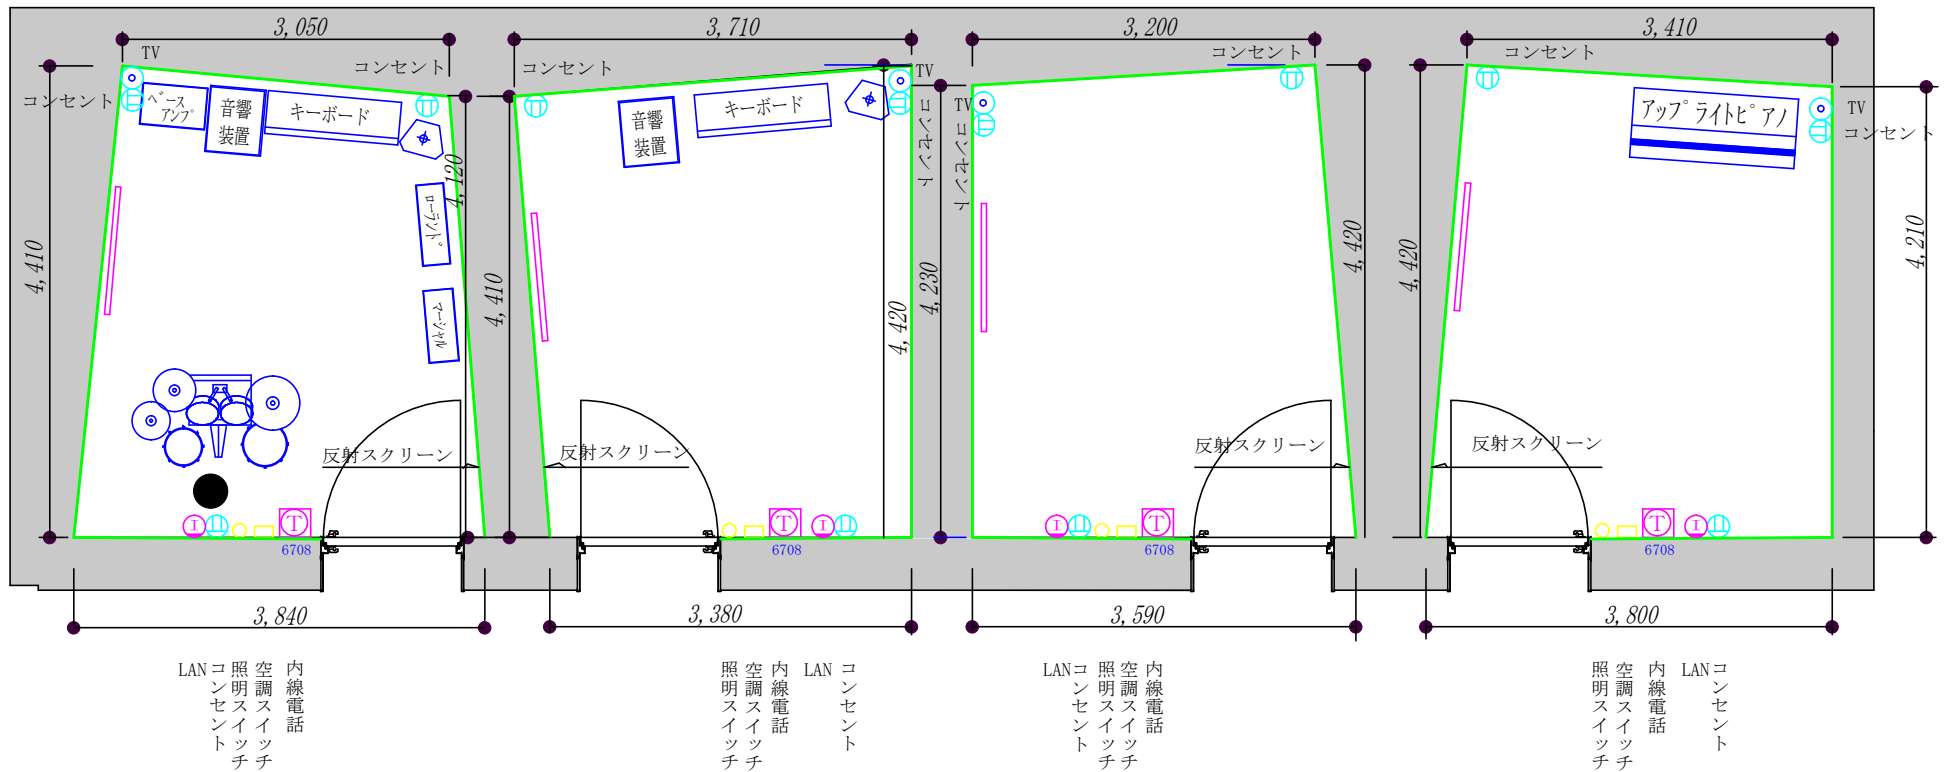 3,050
3,710
3,200
3,410
TV
コンセント
コンセント
コンセント
コンセント
TV
コンセント
コンセント
TV
コンセント
TV
コンセント
ベース
アンプ
音響
装置
キーボード
音響
装置
キーボード
アップライトピアノ
4,410
4,120
ローランド
マーシャル
4,410
4,420
4,230
4,420
4,420
4,210
反射スクリーン
反射スクリーン
反射スクリーン
反射スクリーン
I
T
T
I
I
T
T
I
6708
6708
6708
6708
3,840
3,380
3,590
3,800
LAN
コンセント
照明スイッチ
空調スイッチ
内線電話
照明スイッチ
空調スイッチ
内線電話
LAN
コンセント
LAN
コンセント
照明スイッチ
空調スイッチ
内線電話
照明スイッチ
空調スイッチ
内線電話
LAN
コンセント